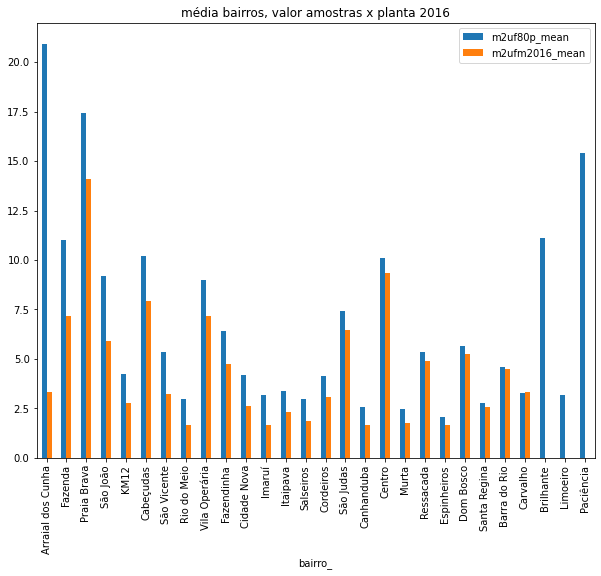 média bairros, valor amostras x planta 2016
m2uf80p_mean
m2ufm2016_mean
20.0
17.5
15.0
12.5
10.0
7.5
5.0
2.5
0.0
Arraial dos Cunha
Fazenda
Praia Brava
São João
KM12
Cabeçudas
São Vicente
Rio do Meio
Vila Operária
Fazendinha
Cidade Nova
Imaruí
Itaipava
Salseiros
Cordeiros
São Judas
Canhanduba
Centro
Murta
Ressacada
Espinheiros
Dom Bosco
Santa Regina
Barra do Rio
Carvalho
Brilhante
Limoeiro
Paciência
bairro_